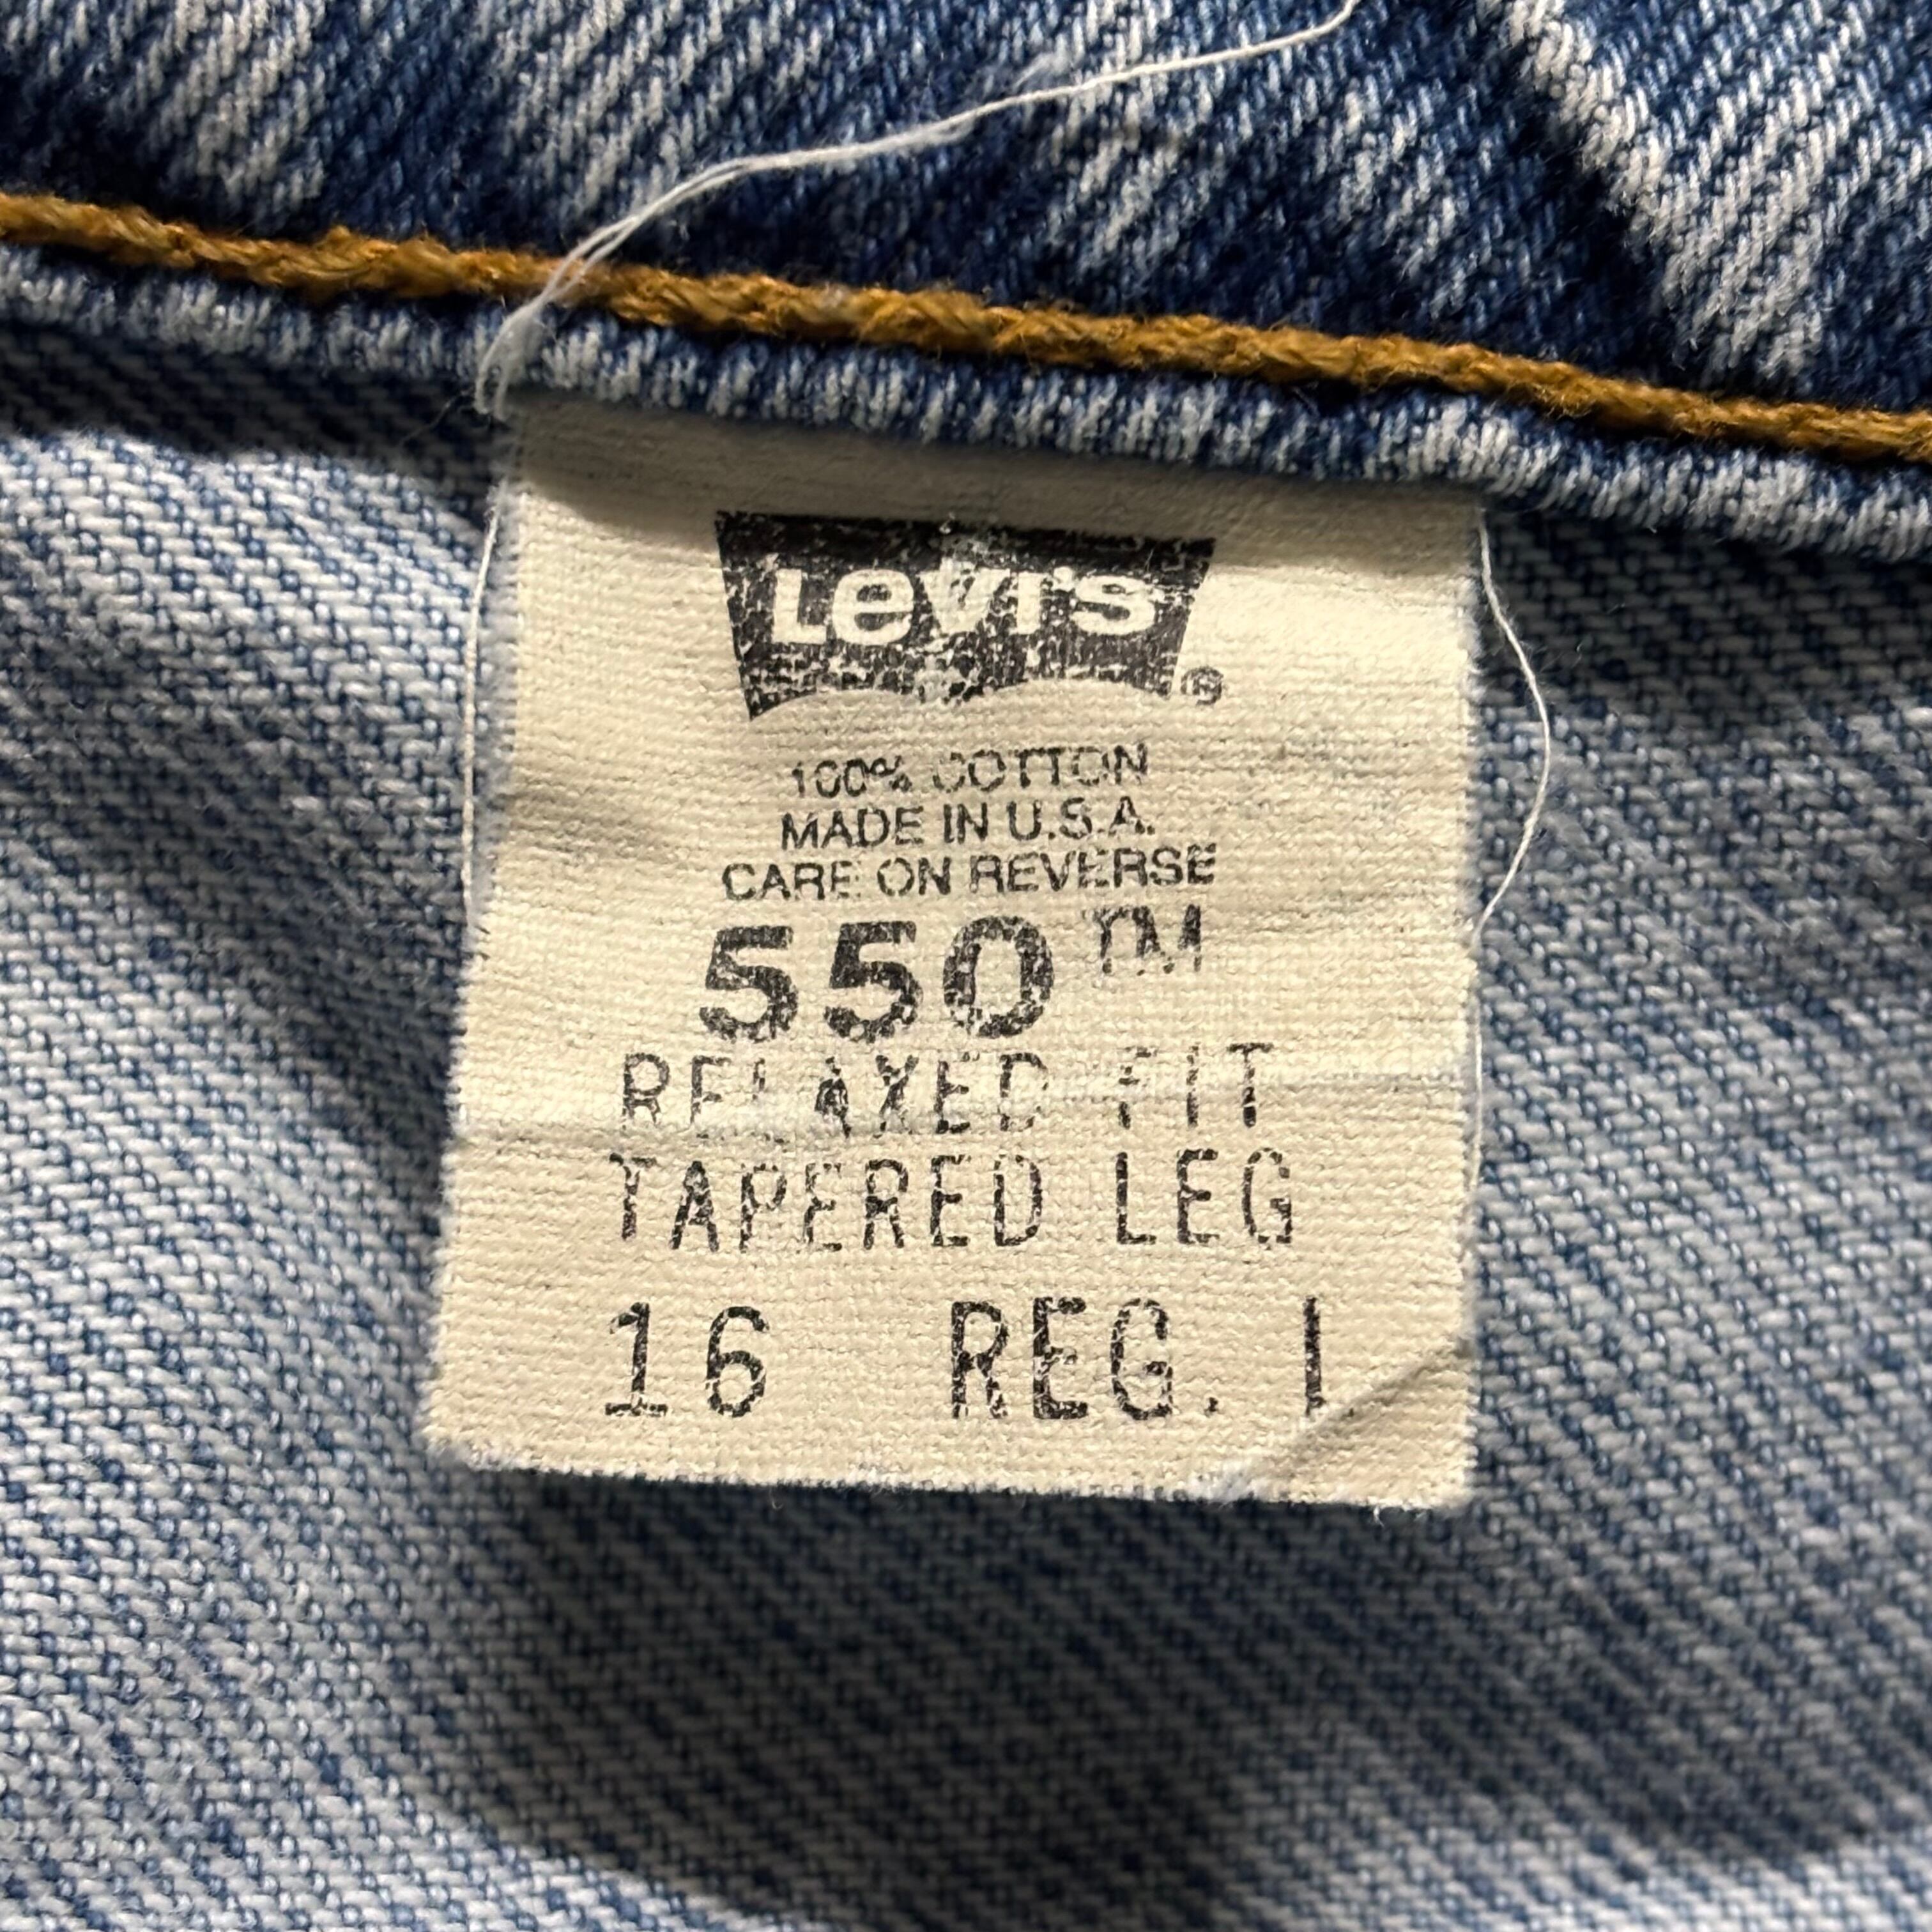 Levi's ®
100% COTTON
MADE IN U.S.A.
CARE ON REVERSE
550™
RELAXED FIT
TAPERED LEG
16 REG. L